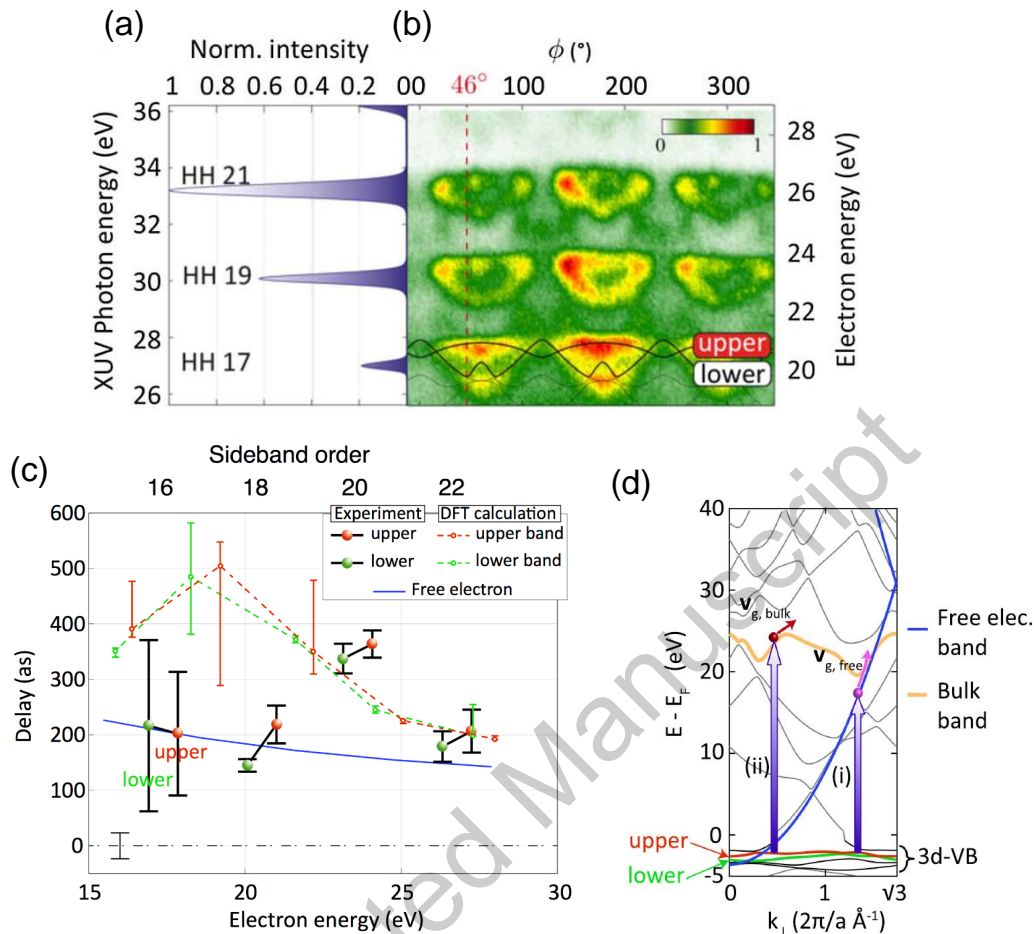 (a)
(b)
Norm. intensity
ϕ (°)
1 0.8 0.6 0.4 0.2 0
0 46° 100 200 300
XUV Photon energy (eV)
36
34
32
30
28
26
HH 21
HH 19
HH 17
0 1
upper
lower
28
26
24
22
20
Electron energy (eV)
(c)
Sideband order
16 18 20 22
Delay (as)
600
500
400
300
200
100
0
Experiment DFT calculation
upper upper band
lower lower band
Free electron
upper
lower
15 20 25 30
Electron energy (eV)
(d)
E - E_F (eV)
40
30
20
10
0
-5
v_g, bulk
v_g, free
(ii)
(i)
Free elec.
band
Bulk
band
upper
lower
3d-VB
0 1 √3
k⊥ (2π/a Å⁻¹)
ted Manuscript